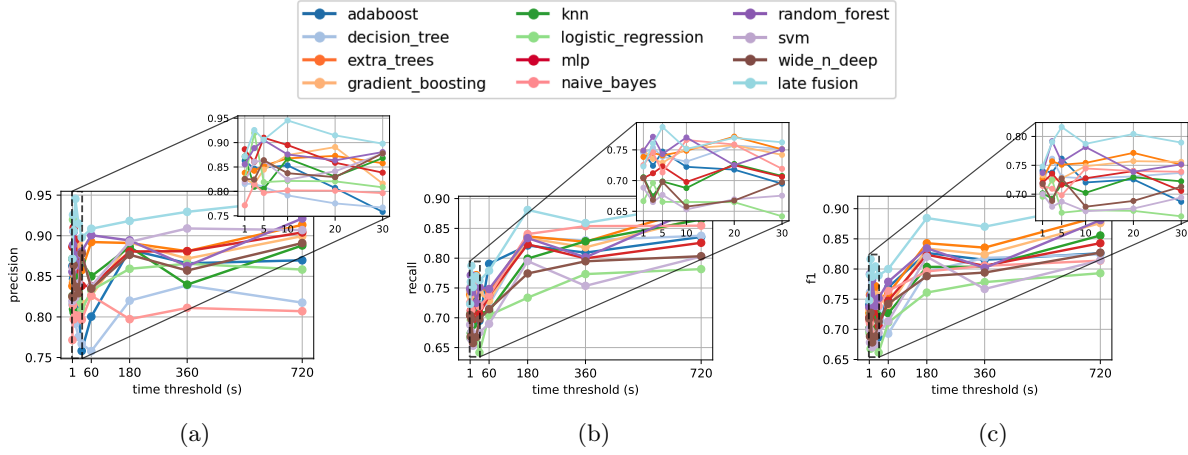 adaboost knn random_forest
decision_tree logistic_regression svm
extra_trees mlp wide_n_deep
gradient_boosting naive_bayes late fusion
0.95
0.90
0.85
0.80
0.75
precision
1 60 180 360 720
time threshold (s)
0.95
0.90
0.85
0.80
0.75
1 5 10 20 30
(a)
0.90
0.85
0.80
0.75
0.70
0.65
recall
1 60 180 360 720
time threshold (s)
0.75
0.70
0.65
1 5 10 20 30
(b)
0.90
0.85
0.80
0.75
0.70
0.65
f1
1 60 180 360 720
time threshold (s)
0.80
0.75
0.70
1 5 10 20 30
(c)